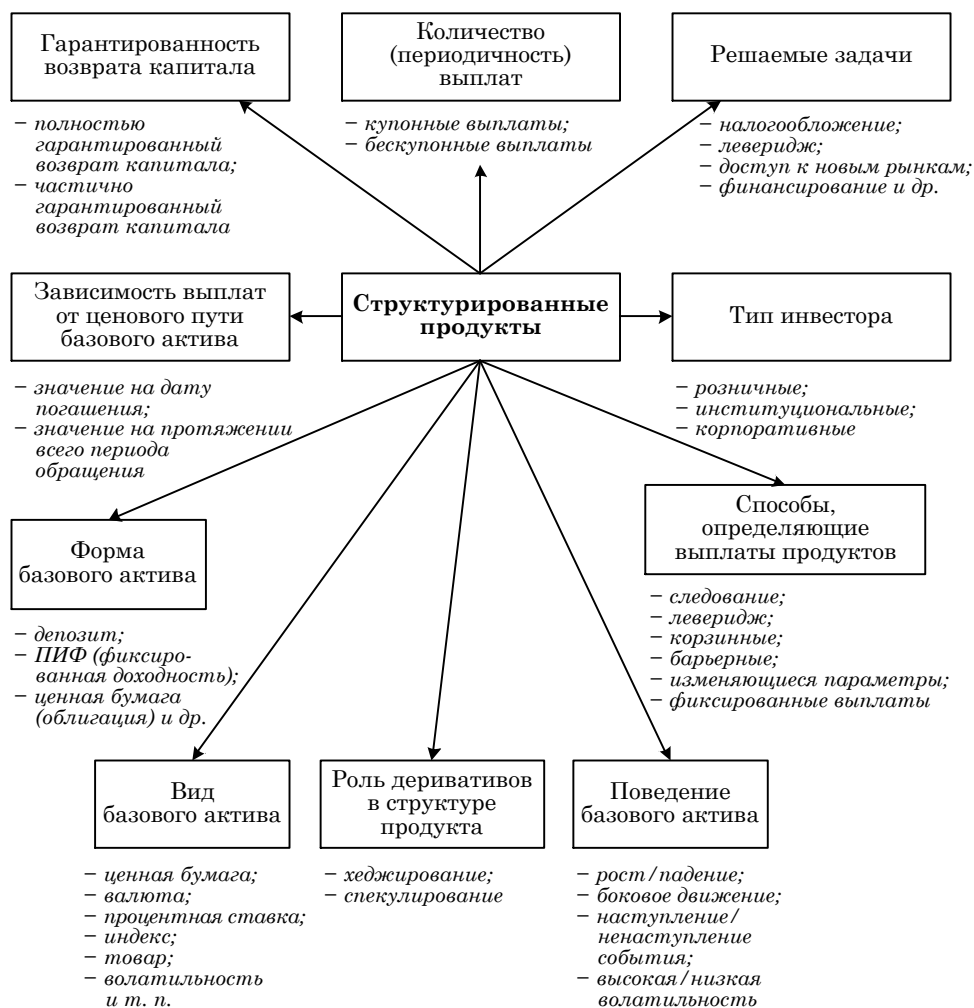 Гарантированность
возврата капитала
– полностью
гарантированный
возврат капитала;
– частично
гарантированный
возврат капитала
Количество
(периодичность)
выплат
– купонные выплаты;
– бескупонные выплаты
Решаемые задачи
– налогообложение;
– леверидж;
– доступ к новым рынкам;
– финансирование и др.
Зависимость выплат
от ценового пути
базового актива
– значение на дату
погашения;
– значение на протяжении
всего периода
обращения
Структурированные
продукты
Тип инвестора
– розничные;
– институциональные;
– корпоративные
Форма
базового актива
– депозит;
– ПИФ (фиксиро-
ванная доходность);
– ценная бумага
(облигация) и др.
Способы,
определяющие
выплаты продуктов
– следование;
– леверидж;
– корзинные;
– барьерные;
– изменяющиеся параметры;
– фиксированные выплаты
Вид
базового актива
– ценная бумага;
– валюта;
– процентная ставка;
– индекс;
– товар;
– волатильность
и т. п.
Роль деривативов
в структуре
продукта
– хеджирование;
– спекулирование
Поведение
базового актива
– рост/падение;
– боковое движение;
– наступление/
ненаступление
события;
– высокая/низкая
волатильность